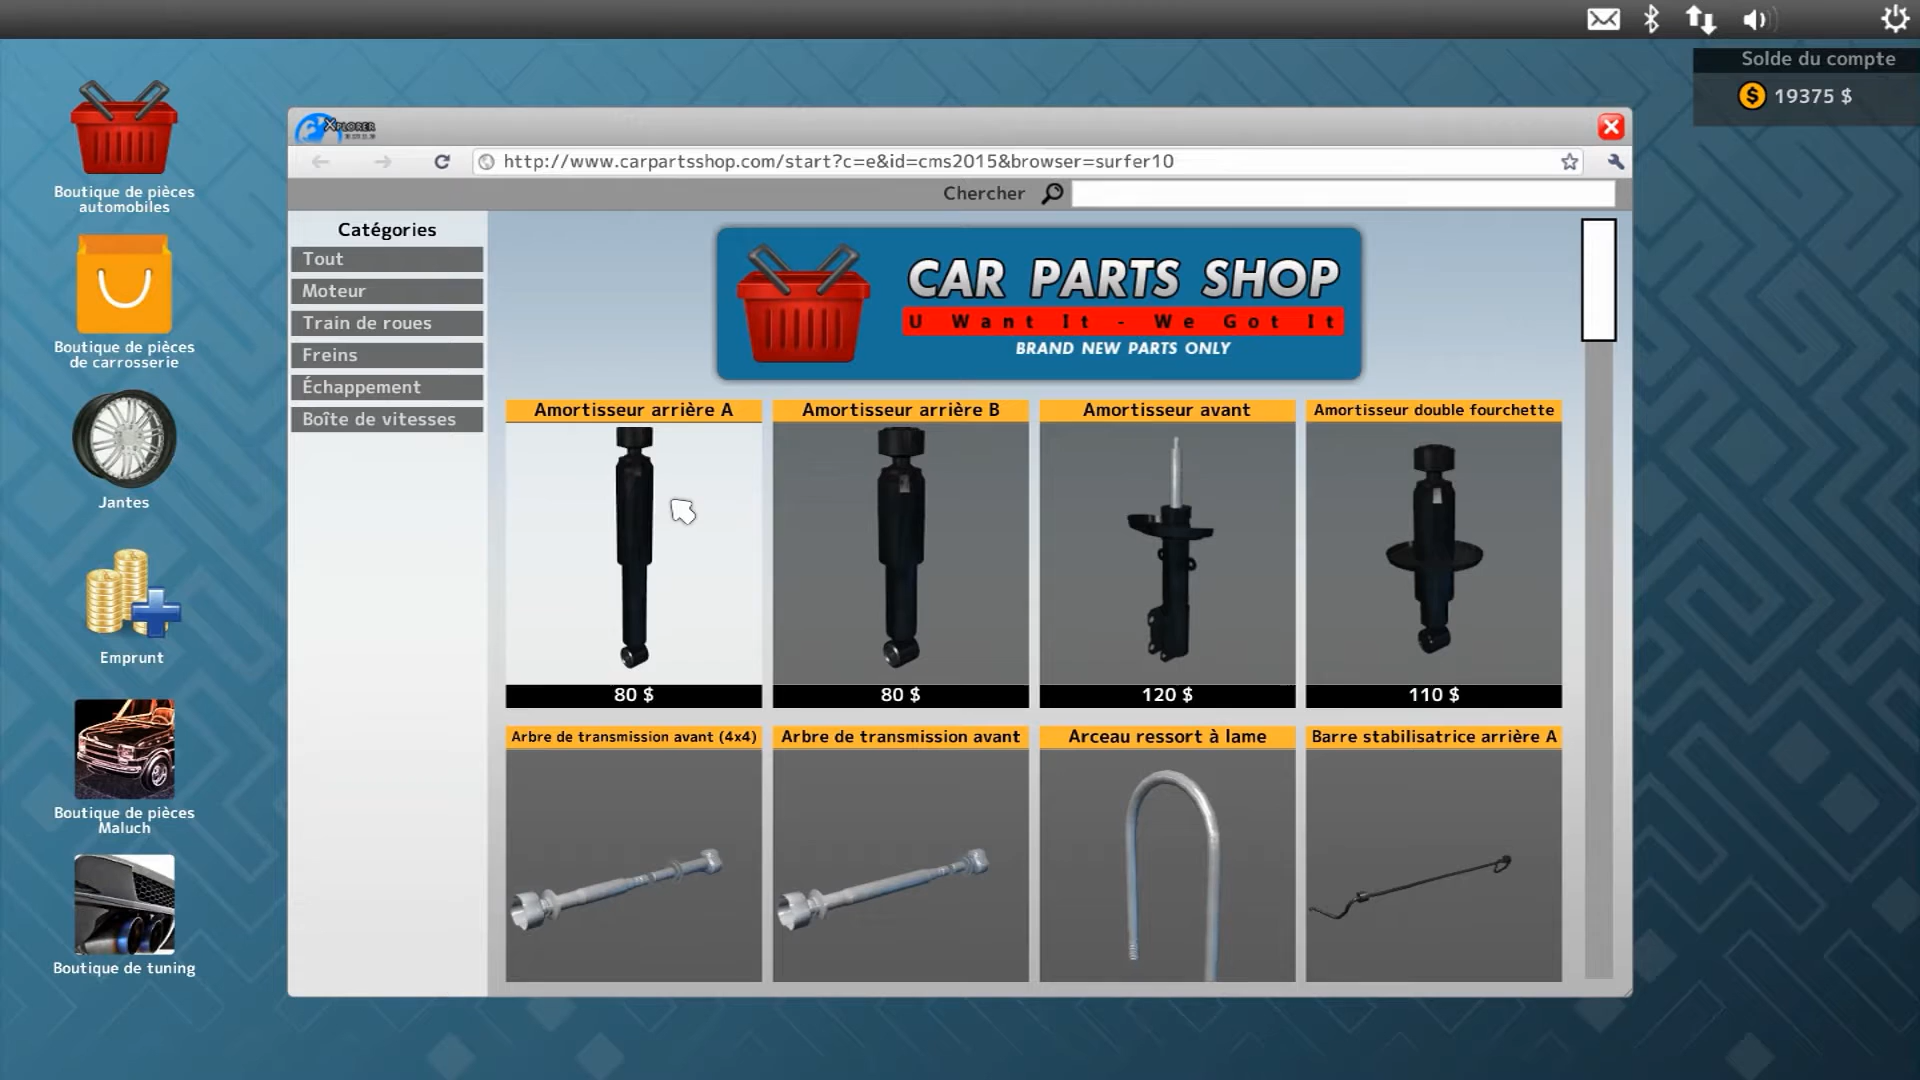 Solde du compte
19375 $
Boutique de pièces
automobiles
Boutique de pièces
de carrosserie
Jantes
Emprunt
Boutique de pièces
Maluch
Boutique de tuning
XPLORER
http://www.carpartsshop.com/start?c=e&id=cms2015&browser=surfer10
Chercher
Catégories
Tout
Moteur
Train de roues
Freins
Échappement
Boîte de vitesses
CAR PARTS SHOP
U Want It - We Got It
BRAND NEW PARTS ONLY
Amortisseur arrière A
Amortisseur arrière B
Amortisseur avant
Amortisseur double fourchette
80 $
80 $
120 $
110 $
Arbre de transmission avant (4x4)
Arbre de transmission avant
Arceau ressort à lame
Barre stabilisatrice arrière A